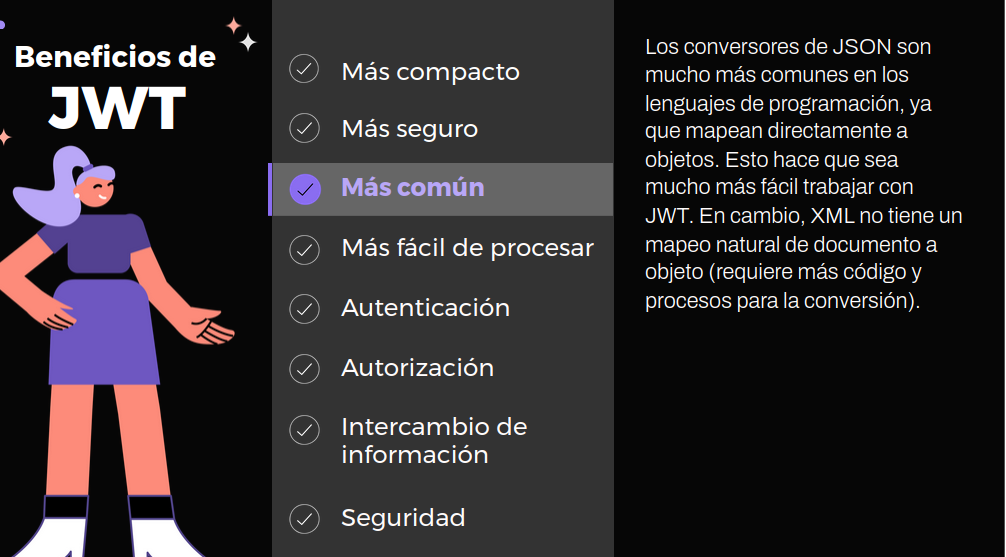 Beneficios de
JWT
Más compacto
Más seguro
Más común
Más fácil de procesar
Autenticación
Autorización
Intercambio de
información
Seguridad
Los conversores de JSON son
mucho más comunes en los
lenguajes de programación, ya
que mapean directamente a
objetos. Esto hace que sea
mucho más fácil trabajar con
JWT. En cambio, XML no tiene un
mapeo natural de documento a
objeto (requiere más código y
procesos para la conversión).